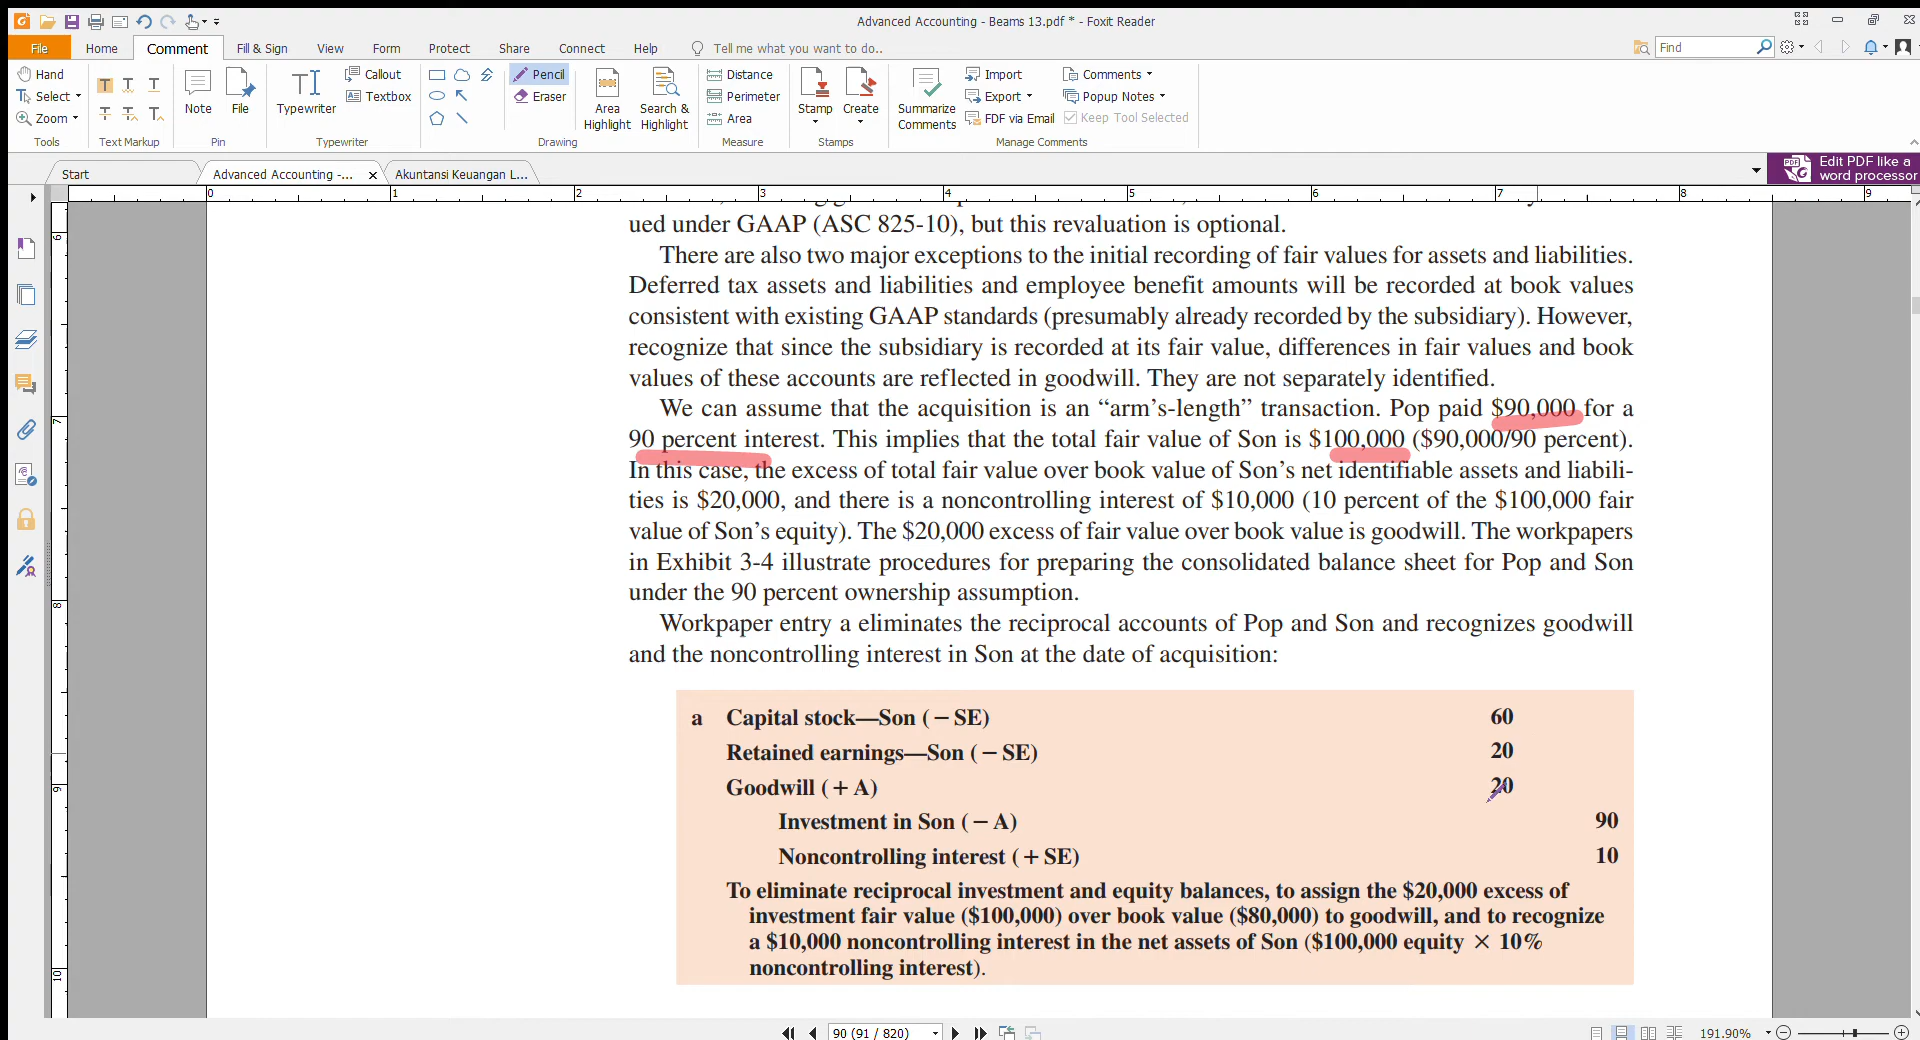 Advanced Accounting - Beams 13.pdf * - Foxit Reader
File Home Comment Fill & Sign View Form Protect Share Connect Help Tell me what you want to do.. Find
Hand
Select
Zoom
Tools
Text Markup
Note
File
Pin
Typewriter
Callout
Textbox
Typewriter
Pencil
Eraser
Area Highlight
Search & Highlight
Drawing
Distance
Perimeter
Area
Measure
Stamp
Create
Stamps
Summarize Comments
Import
Export
FDF via Email
Comments
Popup Notes
Keep Tool Selected
Manage Comments
Start
Advanced Accounting -...
Akuntansi Keuangan L...
Edit PDF like a
word processor
0 1 2 3 4 5 6 7 8 9
6
7
8
9
10
ued under GAAP (ASC 825-10), but this revaluation is optional.
There are also two major exceptions to the initial recording of fair values for assets and liabilities.
Deferred tax assets and liabilities and employee benefit amounts will be recorded at book values
consistent with existing GAAP standards (presumably already recorded by the subsidiary). However,
recognize that since the subsidiary is recorded at its fair value, differences in fair values and book
values of these accounts are reflected in goodwill. They are not separately identified.
We can assume that the acquisition is an “arm’s-length” transaction. Pop paid $90,000 for a
90 percent interest. This implies that the total fair value of Son is $100,000 ($90,000/90 percent).
In this case, the excess of total fair value over book value of Son’s net identifiable assets and liabili-
ties is $20,000, and there is a noncontrolling interest of $10,000 (10 percent of the $100,000 fair
value of Son’s equity). The $20,000 excess of fair value over book value is goodwill. The workpapers
in Exhibit 3-4 illustrate procedures for preparing the consolidated balance sheet for Pop and Son
under the 90 percent ownership assumption.
Workpaper entry a eliminates the reciprocal accounts of Pop and Son and recognizes goodwill
and the noncontrolling interest in Son at the date of acquisition:
a Capital stock—Son (− SE) 60
Retained earnings—Son (− SE) 20
Goodwill (+ A) 20
Investment in Son (− A) 90
Noncontrolling interest (+ SE) 10
To eliminate reciprocal investment and equity balances, to assign the $20,000 excess of
investment fair value ($100,000) over book value ($80,000) to goodwill, and to recognize
a $10,000 noncontrolling interest in the net assets of Son ($100,000 equity × 10%
noncontrolling interest).
90 (91 / 820)
191.90%